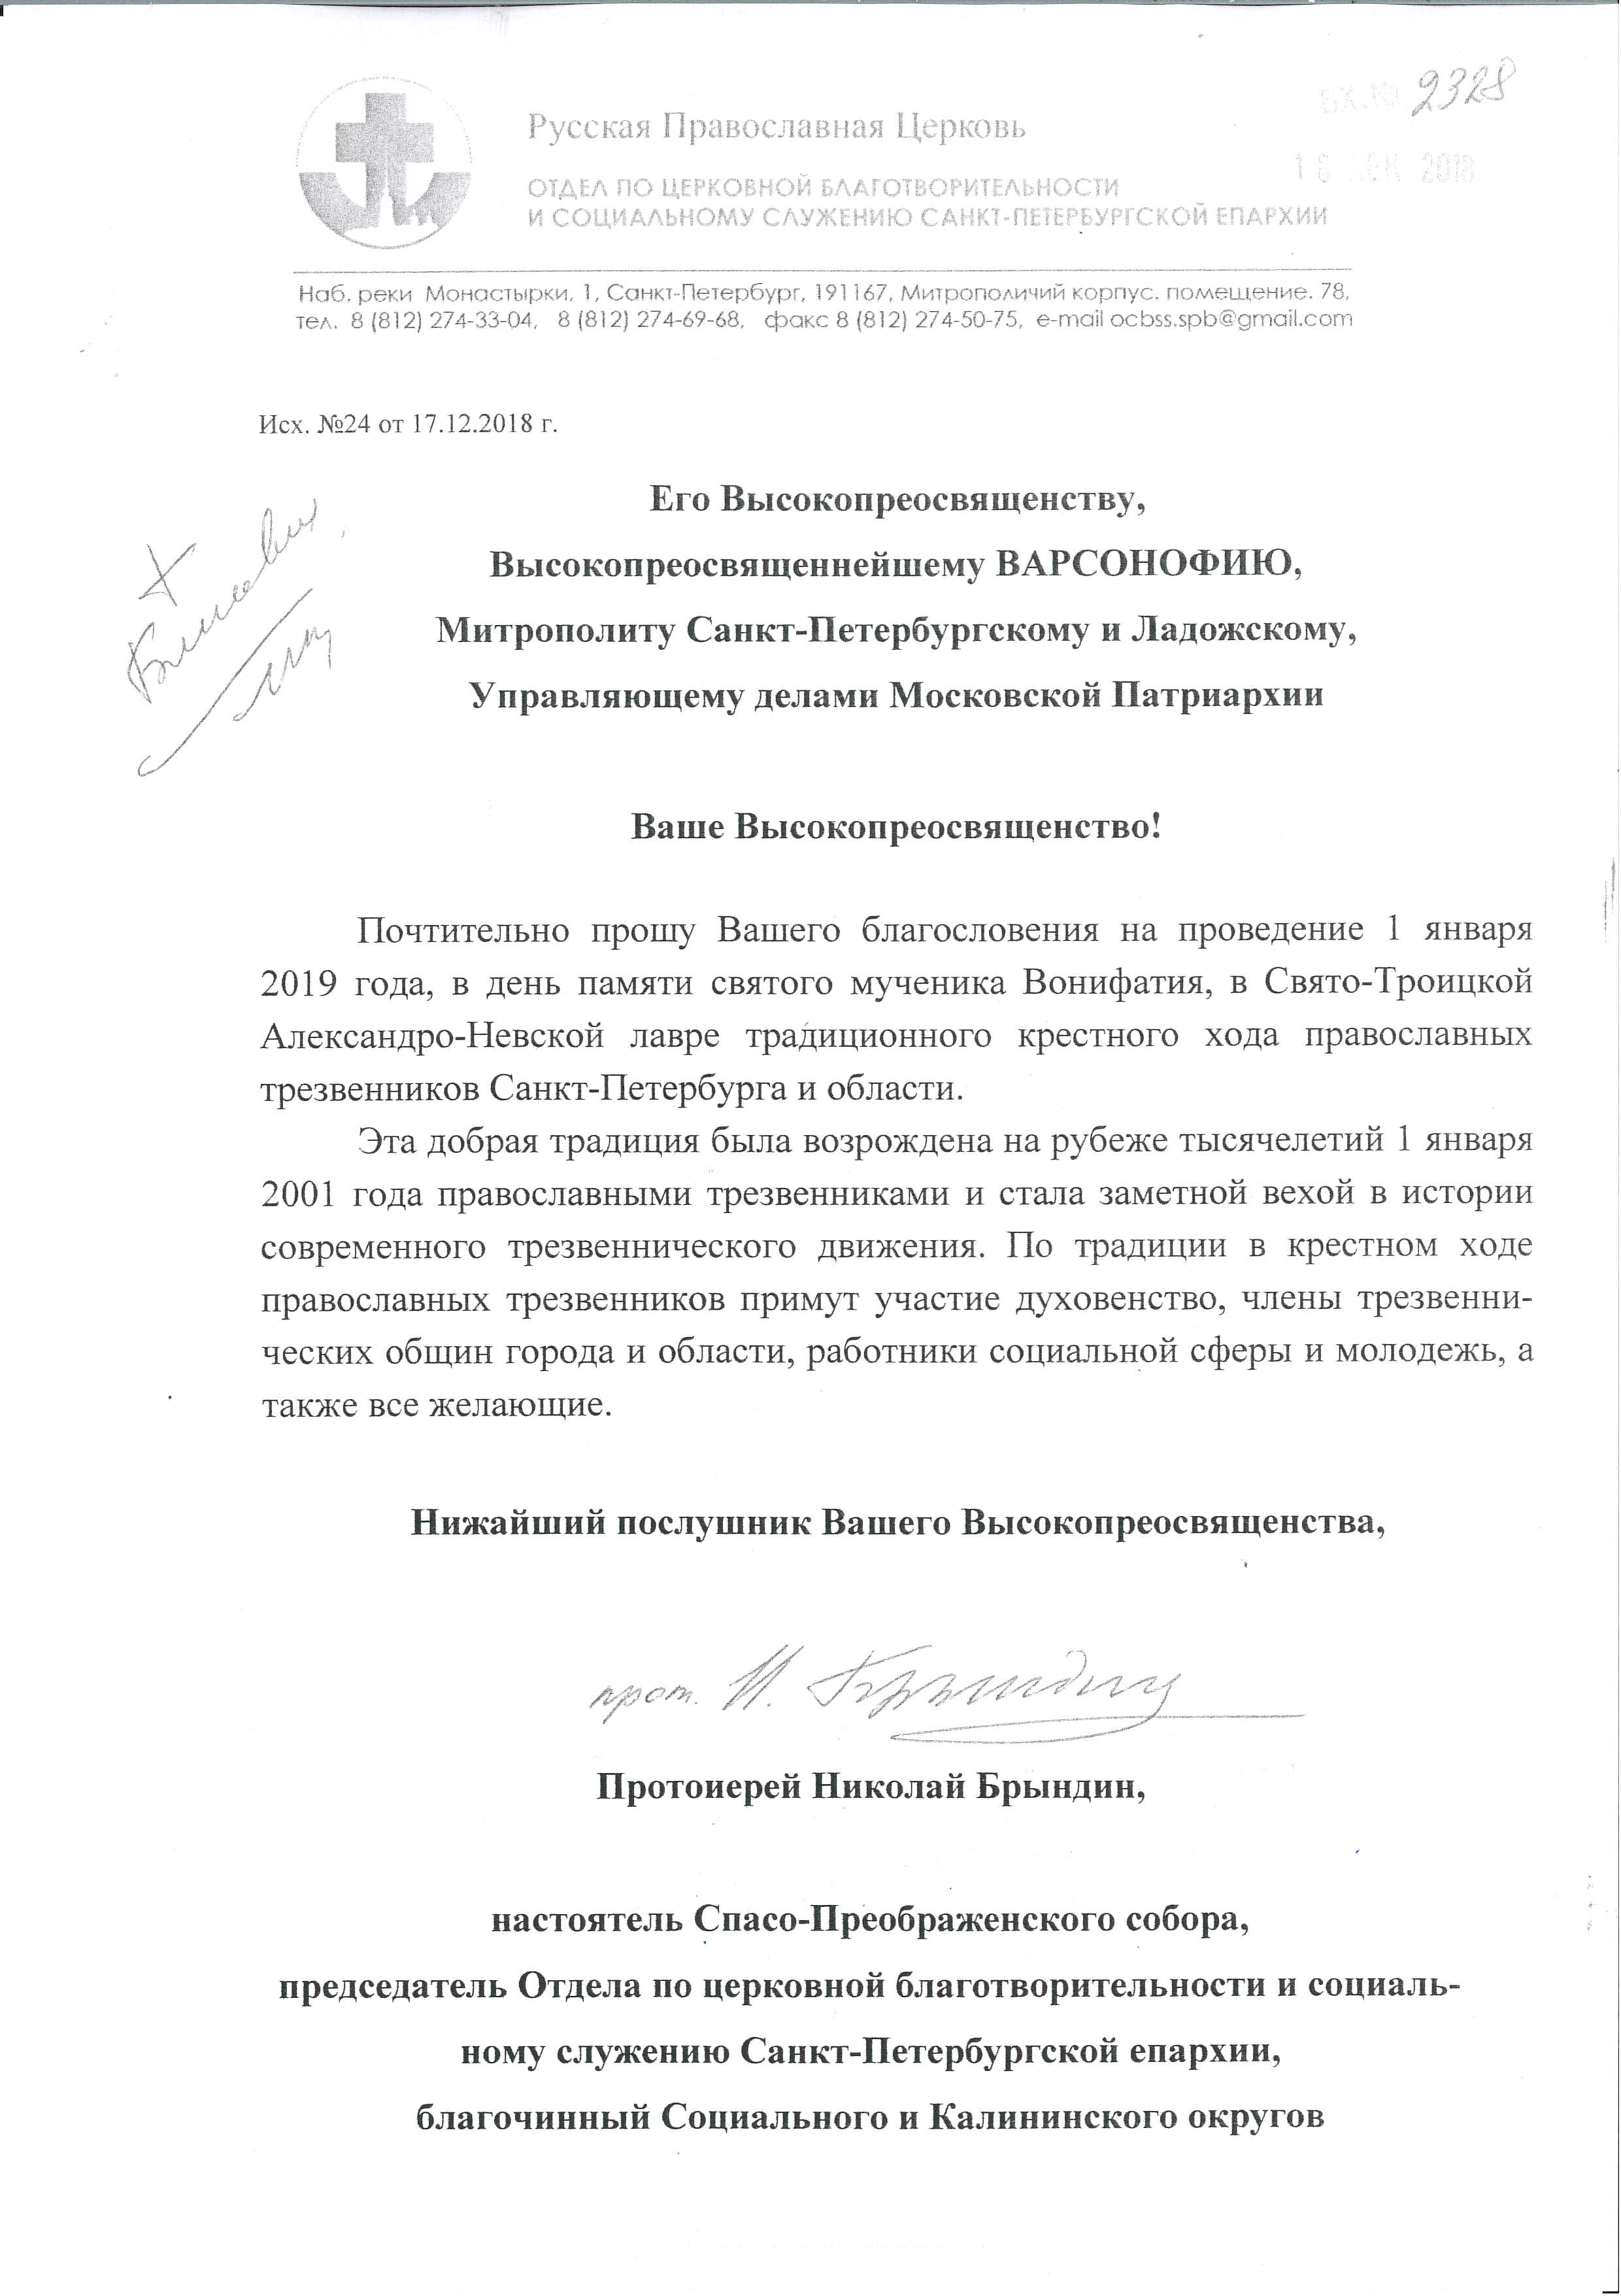 ВХ.№ 2328
Русская Православная Церковь
ДЕК 2018
ОТДЕЛ ПО ЦЕРКОВНОЙ БЛАГОТВОРИТЕЛЬНОСТИ
И СОЦИАЛЬНОМУ СЛУЖЕНИЮ САНКТ-ПЕТЕРБУРГСКОЙ ЕПАРХИИ
Наб. реки Монастырки, 1, Санкт-Петербург, 191167, Митрополичий корпус. помещение. 78,
тел. 8 (812) 274-33-04, 8 (812) 274-69-68, факс 8 (812) 274-50-75, e-mail ocbss.spb@gmail.com
Исх. №24 от 17.12.2018 г.
Его Высокопреосвященству,
Высокопреосвященнейшему ВАРСОНОФИЮ,
Митрополиту Санкт-Петербургскому и Ладожскому,
Управляющему делами Московской Патриархии
Ваше Высокопреосвященство!
Почтительно прошу Вашего благословения на проведение 1 января
2019 года, в день памяти святого мученика Вонифатия, в Свято-Троицкой
Александро-Невской лавре традиционного крестного хода православных
трезвенников Санкт-Петербурга и области.
Эта добрая традиция была возрождена на рубеже тысячелетий 1 января
2001 года православными трезвенниками и стала заметной вехой в истории
современного трезвеннического движения. По традиции в крестном ходе
православных трезвенников примут участие духовенство, члены трезвенни-
ческих общин города и области, работники социальной сферы и молодежь, а
также все желающие.
Нижайший послушник Вашего Высокопреосвященства,
прот. Н. Брындин
Протоиерей Николай Брындин,
настоятель Спасо-Преображенского собора,
председатель Отдела по церковной благотворительности и социаль-
ному служению Санкт-Петербургской епархии,
благочинный Социального и Калининского округов